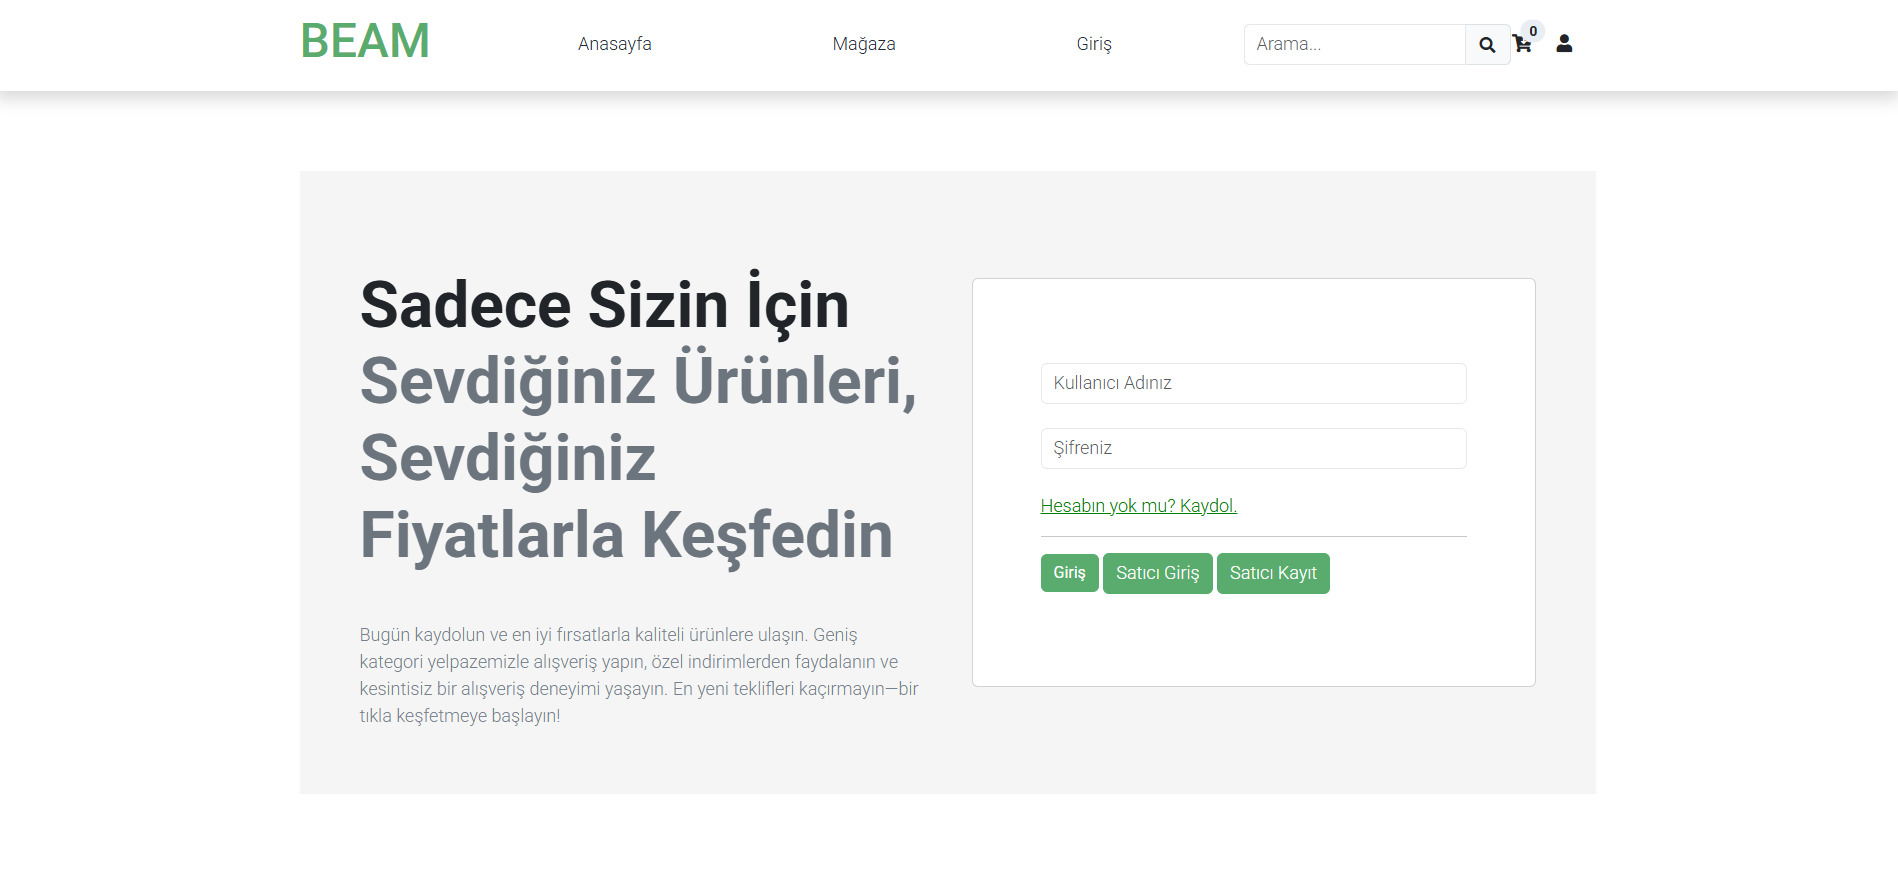 BEAM
Anasayfa
Mağaza
Giriş
Arama...
0
Sadece Sizin İçin
Sevdiğiniz Ürünleri,
Sevdiğiniz
Fiyatlarla Keşfedin
Bugün kaydolun ve en iyi fırsatlarla kaliteli ürünlere ulaşın. Geniş
kategori yelpazemizle alışveriş yapın, özel indirimlerden faydalanın ve
kesintisiz bir alışveriş deneyimi yaşayın. En yeni teklifleri kaçırmayın—bir
tıkla keşfetmeye başlayın!
Kullanıcı Adınız
Şifreniz
Hesabın yok mu? Kaydol.
Giriş
Satıcı Giriş
Satıcı Kayıt